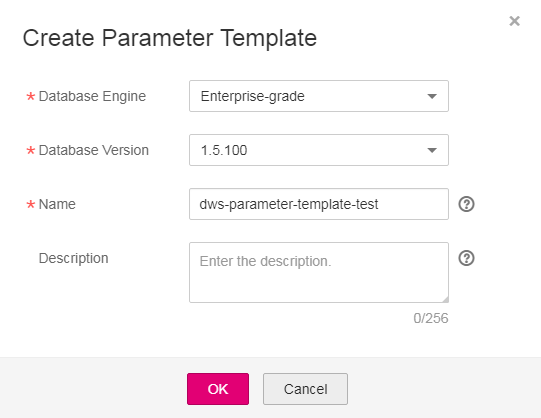 Create Parameter Template
* Database Engine Enterprise-grade
* Database Version 1.5.100
* Name dws-parameter-template-test
Description Enter the description.
0/256
OK Cancel